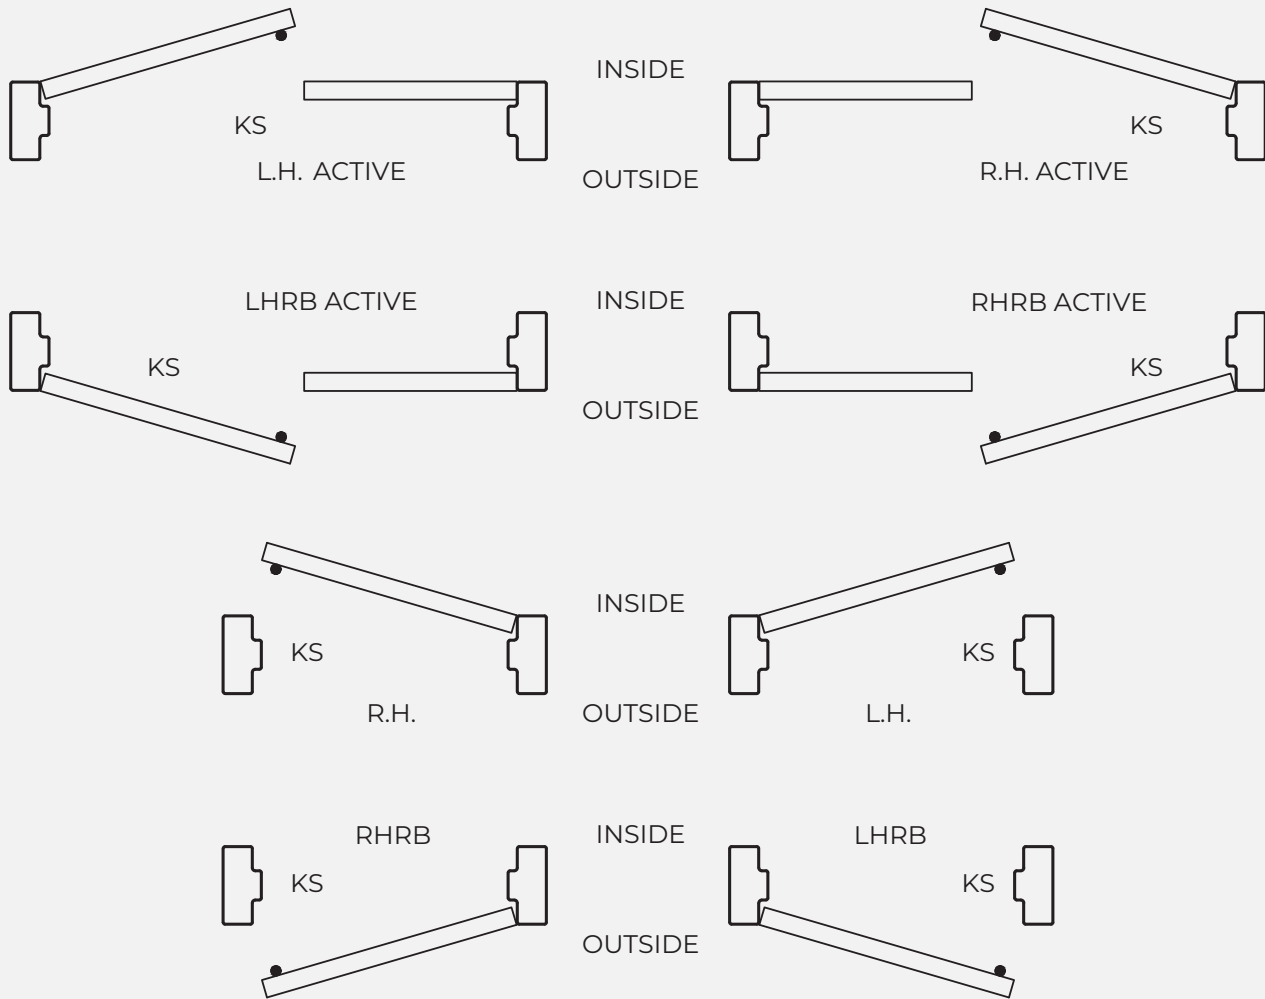 INSIDE
KS
KS
L.H. ACTIVE
OUTSIDE
R.H. ACTIVE
LHRB ACTIVE
INSIDE
RHRB ACTIVE
KS
KS
OUTSIDE
INSIDE
KS
KS
R.H.
OUTSIDE
L.H.
RHRB
INSIDE
LHRB
KS
KS
OUTSIDE